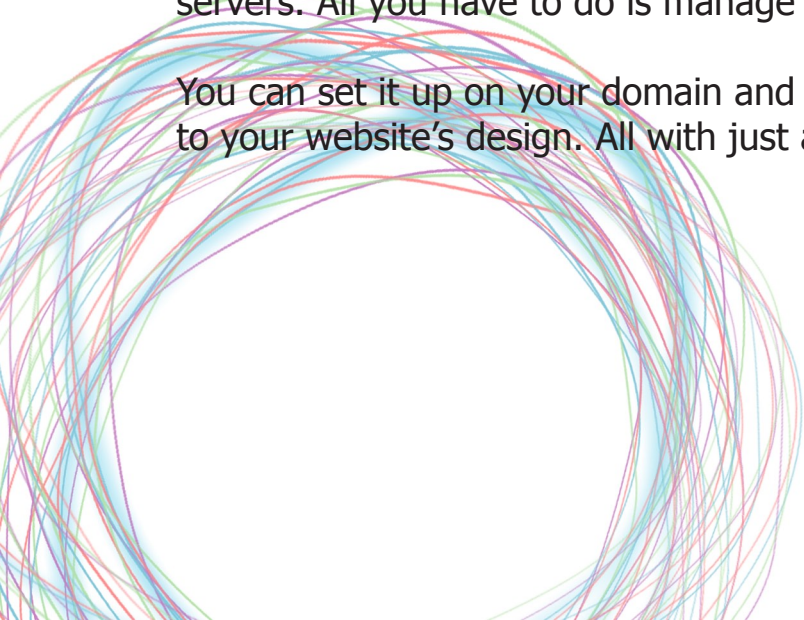 servers. All you have to do is manage
You can set it up on your domain and
to your website’s design. All with just